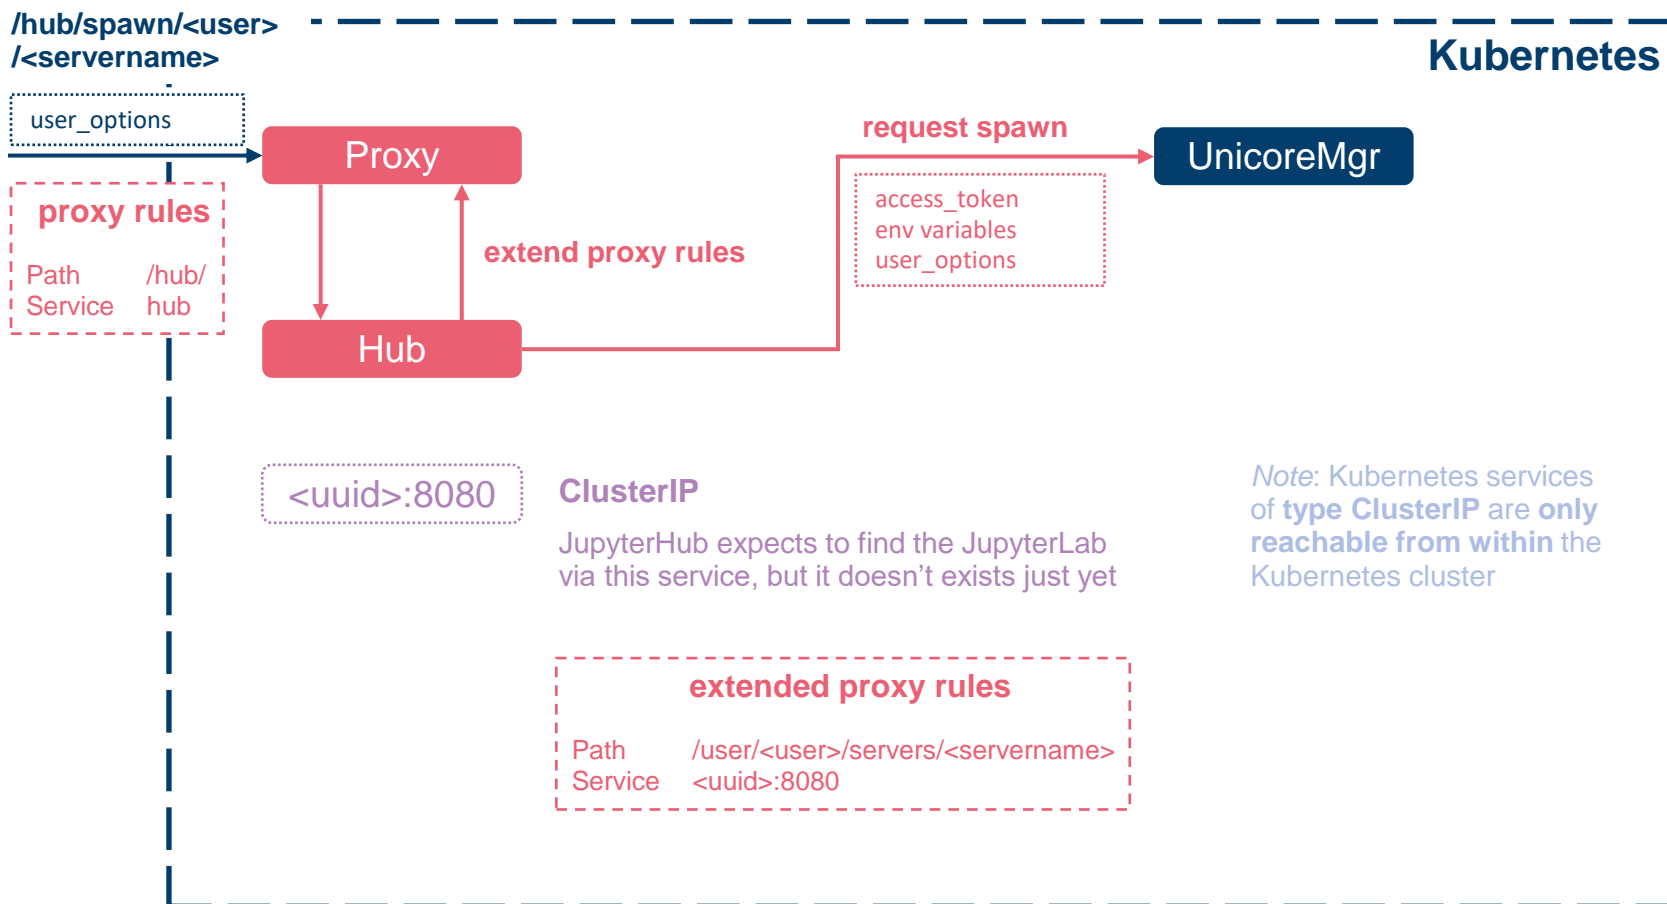 /hub/spawn/<user>
/<servername>
Kubernetes
user_options
Proxy
request spawn
UnicoreMgr
proxy rules
Path /hub/
Service hub
access_token
env variables
user_options
extend proxy rules
Hub
<uuid>:8080
ClusterIP
JupyterHub expects to find the JupyterLab
via this service, but it doesn't exists just yet
Note: Kubernetes services
of type ClusterIP are only
reachable from within the
Kubernetes cluster
extended proxy rules
Path /user/<user>/servers/<servername>
Service <uuid>:8080